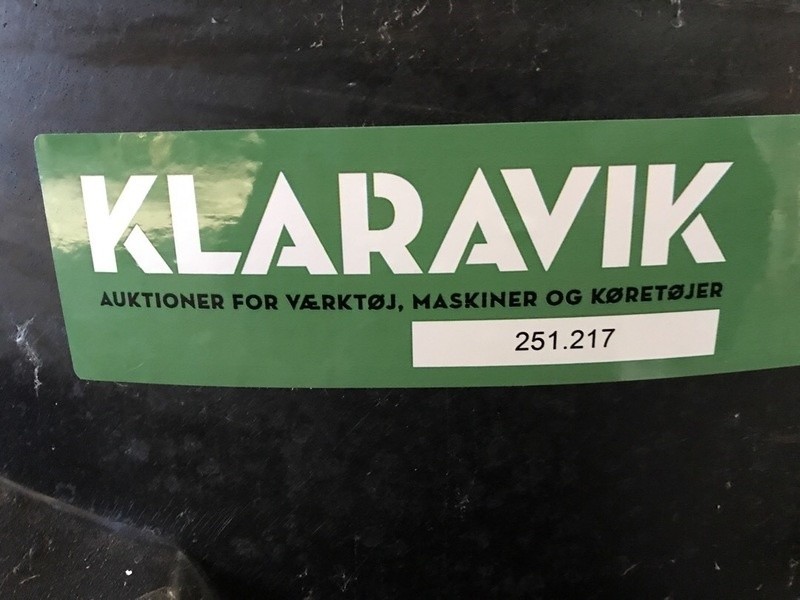 KLARAVIK
AUKTIONER FOR VÆRKTØJ, MASKINER OG KØRETØJER
251.217